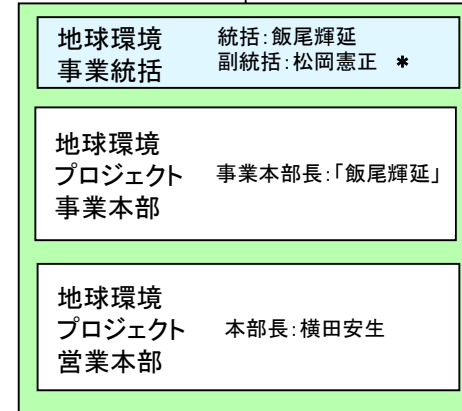 地球環境
事業統括
統括：飯尾輝延
副統括：松岡憲正 *
地球環境
プロジェクト
事業本部
事業本部長：「飯尾輝延」
地球環境
プロジェクト
営業本部
本部長：横田安生